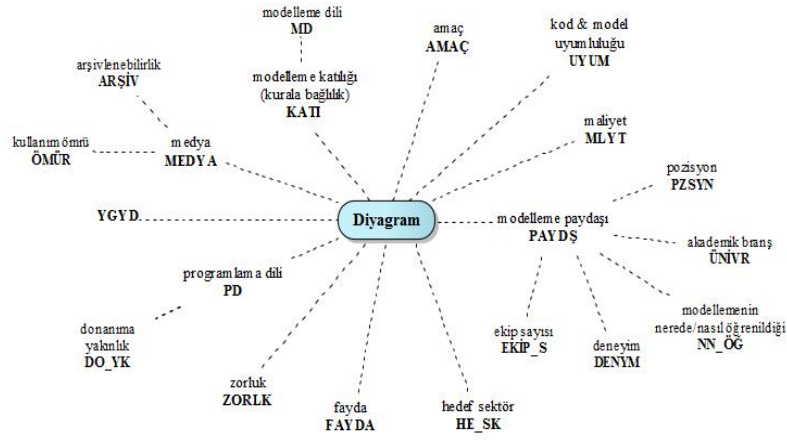 modelleme dili
MD
amaç
AMAÇ
kod & model
uyumluluğu
UYUM
arşivlenebilirlik
ARŞİV
modelleme katılığı
(kurala bağlılık)
KATI
maliyet
MLYT
kullanım ömrü
ÖMÜR
medya
MEDYA
pozisyon
PZSYN
YGYD
Diyagram
modelleme paydaşı
PAYDŞ
akademik branş
ÜNİVR
programlama dili
PD
modellemenin
nerede/nasıl öğrenildiği
NN_ÖĞ
donanıma
yakınlık
DO_YK
ekip sayısı
EKİP_S
deneyim
DENYM
zorluk
ZORLK
fayda
FAYDA
hedef sektör
HE_SK